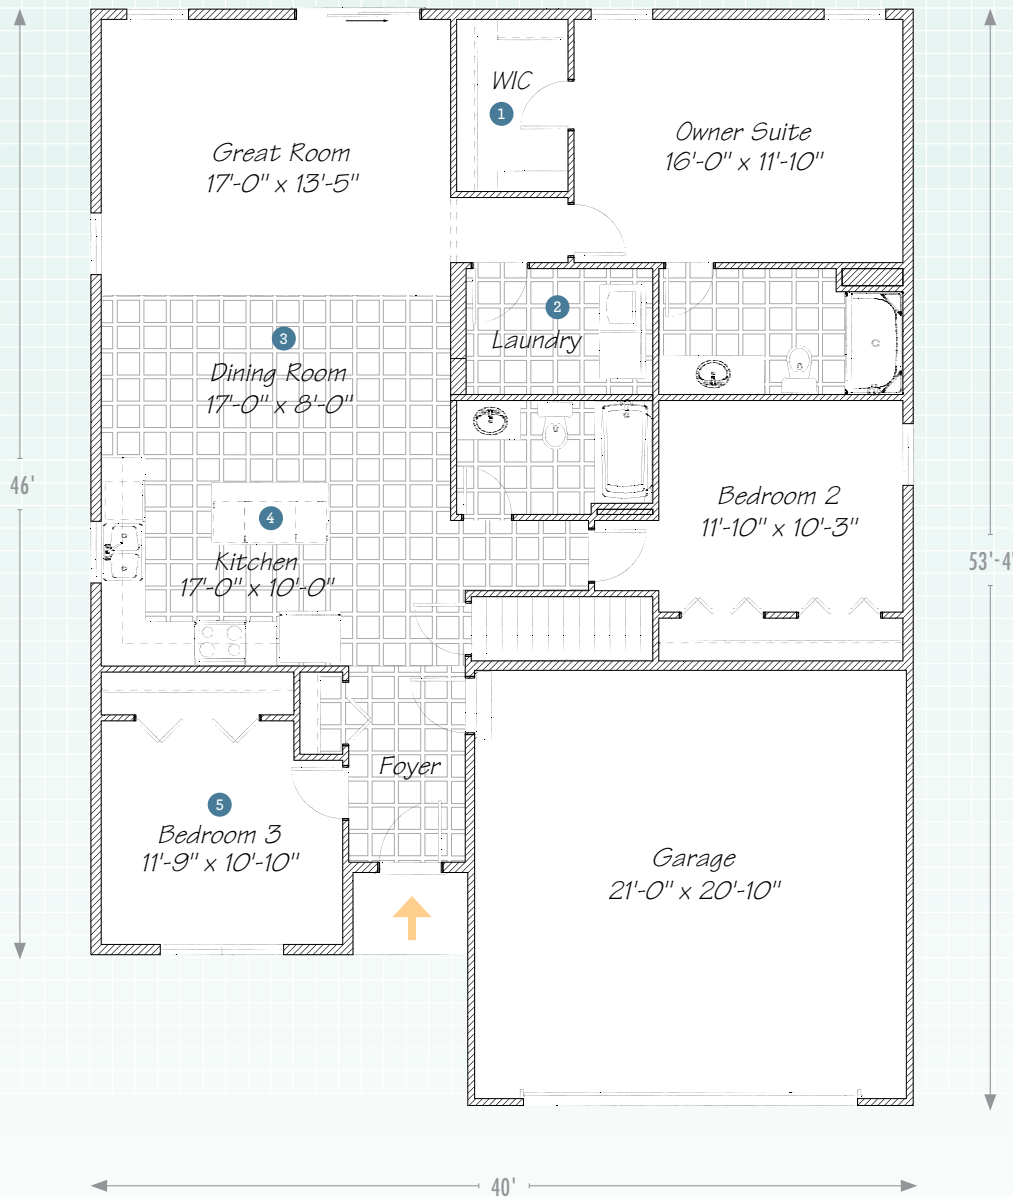 WIC
1
Owner Suite
16'-0" x 11'-10"
Great Room
17'-0" x 13'-5"
2
Laundry
3
Dining Room
17'-0" x 8'-0"
46'
4
Kitchen
17'-0" x 10'-0"
Bedroom 2
11'-10" x 10'-3"
53'-4'
Foyer
5
Bedroom 3
11'-9" x 10'-10"
Garage
21'-0" x 20'-10"
40'